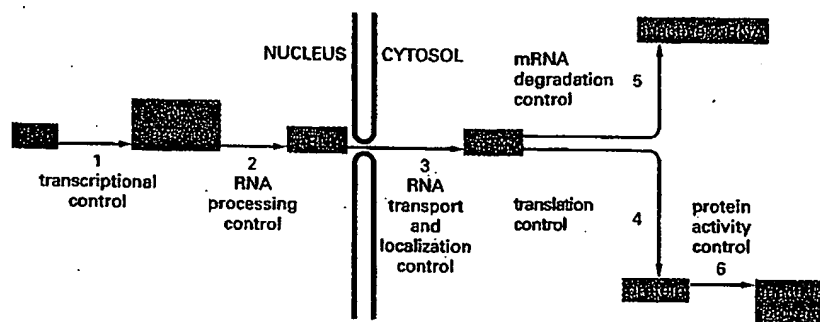 NUCLEUS
CYTOSOL
mRNA
degradation
control
5
1
transcriptional
control
2
RNA
processing
control
3
RNA
transport
and
localization
control
translation
control
4
protein
activity
control
6